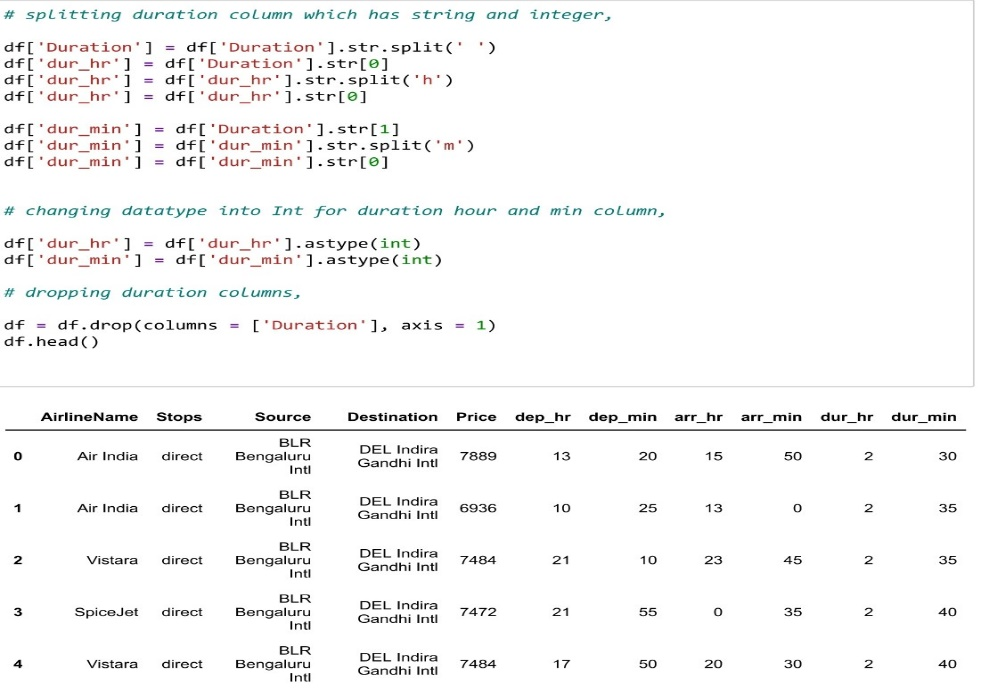 # splitting duration column which has string and integer,
df['Duration'] = df['Duration'].str.split(' ')
df['dur_hr'] = df['Duration'].str[0]
df['dur_hr'] = df['dur_hr'].str.split('h')
df['dur_hr'] = df['dur_hr'].str[0]
df['dur_min'] = df['Duration'].str[1]
df['dur_min'] = df['dur_min'].str.split('m')
df['dur_min'] = df['dur_min'].str[0]
# changing datatype into Int for duration hour and min column,
df['dur_hr'] = df['dur_hr'].astype(int)
df['dur_min'] = df['dur_min'].astype(int)
# dropping duration columns,
df = df.drop(columns = ['Duration'], axis = 1)
df.head()
AirlineName Stops Source Destination Price dep_hr dep_min arr_hr arr_min dur_hr dur_min
0 Air India direct BLR Bengaluru Intl DEL Indira Gandhi Intl 7889 13 20 15 50 2 30
1 Air India direct BLR Bengaluru Intl DEL Indira Gandhi Intl 6936 10 25 13 0 2 35
2 Vistara direct BLR Bengaluru Intl DEL Indira Gandhi Intl 7484 21 10 23 45 2 35
3 SpiceJet direct BLR Bengaluru Intl DEL Indira Gandhi Intl 7472 21 55 0 35 2 40
4 Vistara direct BLR Bengaluru Intl DEL Indira Gandhi Intl 7484 17 50 20 30 2 40